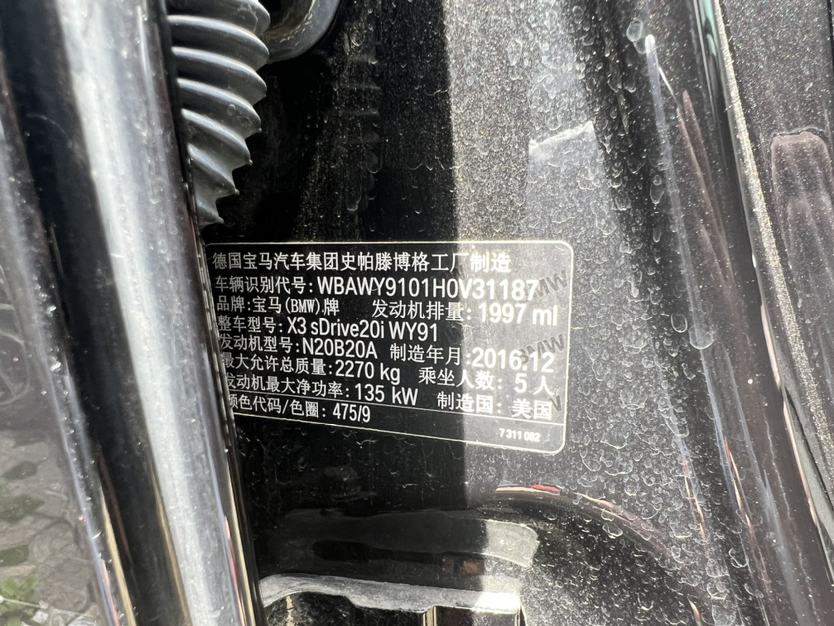 德国宝马汽车集团史帕滕博格工厂制造
车辆识别代号: WBAWY9101H0V31187
品牌: 宝马(BMW)牌 发动机排量: 1997 ml
整车型号: X3 sDrive20i WY91
发动机型号: N20B20A 制造年月: 2016.12
最大允许总质量: 2270 kg 乘坐人数: 5 人
发动机最大净功率: 135 kW 制造国: 美国
颜色代码/色圈: 475/9
7 311 082